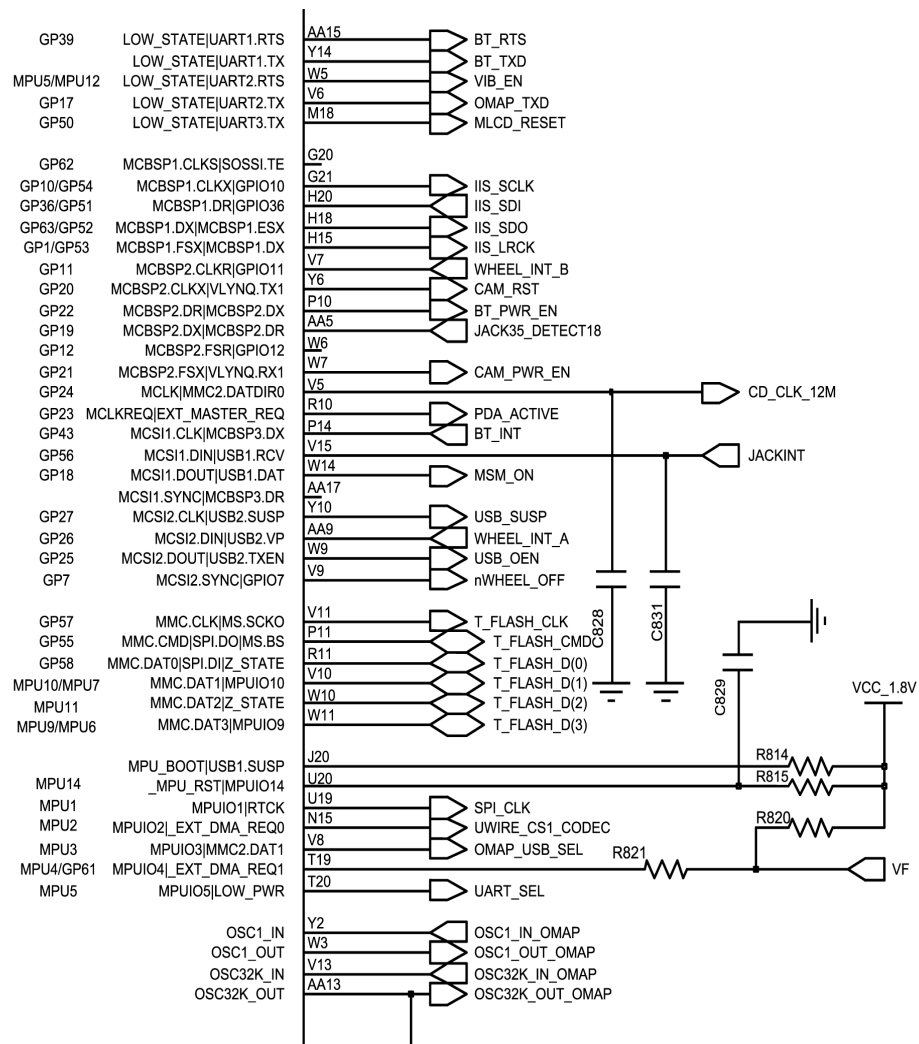 GP39 LOW_STATE|UART1.RTS AA15 BT_RTS
LOW_STATE|UART1.TX Y14 BT_TXD
MPU5/MPU12 LOW_STATE|UART2.RTS W5 VIB_EN
GP17 LOW_STATE|UART2.TX V6 OMAP_TXD
GP50 LOW_STATE|UART3.TX M18 MLCD_RESET
GP62 MCBSP1.CLKS|SOSSI.TE G20
GP10/GP54 MCBSP1.CLKX|GPIO10 G21 IIS_SCLK
GP36/GP51 MCBSP1.DR|GPIO36 H20 IIS_SDI
GP63/GP52 MCBSP1.DX|MCBSP1.ESX H18 IIS_SDO
GP1/GP53 MCBSP1.FSX|MCBSP1.DX H15 IIS_LRCK
GP11 MCBSP2.CLKR|GPIO11 V7 WHEEL_INT_B
GP20 MCBSP2.CLKX|VLYNQ.TX1 Y6 CAM_RST
GP22 MCBSP2.DR|MCBSP2.DX P10 BT_PWR_EN
GP19 MCBSP2.DX|MCBSP2.DR AA5 JACK35_DETECT18
GP12 MCBSP2.FSR|GPIO12 W6
GP21 MCBSP2.FSX|VLYNQ.RX1 W7 CAM_PWR_EN
GP24 MCLK|MMC2.DATDIR0 V5 CD_CLK_12M
GP23 MCLKREQ|EXT_MASTER_REQ R10 PDA_ACTIVE
GP43 MCSI1.CLK|MCBSP3.DX P14 BT_INT
GP56 MCSI1.DIN|USB1.RCV V15 JACKINT
GP18 MCSI1.DOUT|USB1.DAT W14 MSM_ON
MCSI1.SYNC|MCBSP3.DR AA17
GP27 MCSI2.CLK|USB2.SUSP Y10 USB_SUSP
GP26 MCSI2.DIN|USB2.VP AA9 WHEEL_INT_A
GP25 MCSI2.DOUT|USB2.TXEN W9 USB_OEN
GP7 MCSI2.SYNC|GPIO7 V9 nWHEEL_OFF
C828
C831
GP57 MMC.CLK|MS.SCKO V11 T_FLASH_CLK
GP55 MMC.CMD|SPI.DO|MS.BS P11 T_FLASH_CMD
GP58 MMC.DAT0|SPI.DI|Z_STATE R11 T_FLASH_D(0)
MPU10/MPU7 MMC.DAT1|MPUIO10 V10 T_FLASH_D(1)
MPU11 MMC.DAT2|Z_STATE W10 T_FLASH_D(2)
MPU9/MPU6 MMC.DAT3|MPUIO9 W11 T_FLASH_D(3)
C829
VCC_1.8V
MPU_BOOT|USB1.SUSP J20 R814
MPU14 _MPU_RST|MPUIO14 U20 R815
MPU1 MPUIO1|RTCK U19 SPI_CLK
MPU2 MPUIO2|_EXT_DMA_REQ0 N15 UWIRE_CS1_CODEC R820
MPU3 MPUIO3|MMC2.DAT1 V8 OMAP_USB_SEL
MPU4/GP61 MPUIO4|_EXT_DMA_REQ1 T19 R821 VF
MPU5 MPUIO5|LOW_PWR T20 UART_SEL
OSC1_IN Y2 OSC1_IN_OMAP
OSC1_OUT W3 OSC1_OUT_OMAP
OSC32K_IN V13 OSC32K_IN_OMAP
OSC32K_OUT AA13 OSC32K_OUT_OMAP